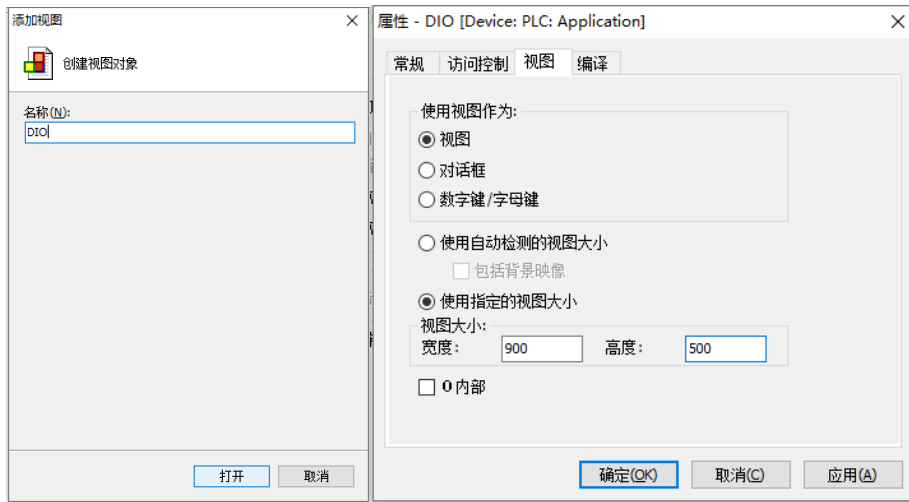 添加视图
创建视图对象
名称(N):
DIO
打开
取消
属性 - DIO [Device: PLC: Application]
常规 访问控制 视图 编译
使用视图作为:
视图
对话框
数字键/字母键
使用自动检测的视图大小
包括背景映像
使用指定的视图大小
视图大小:
宽度: 900 高度: 500
O内部
确定(OK) 取消(C) 应用(A)